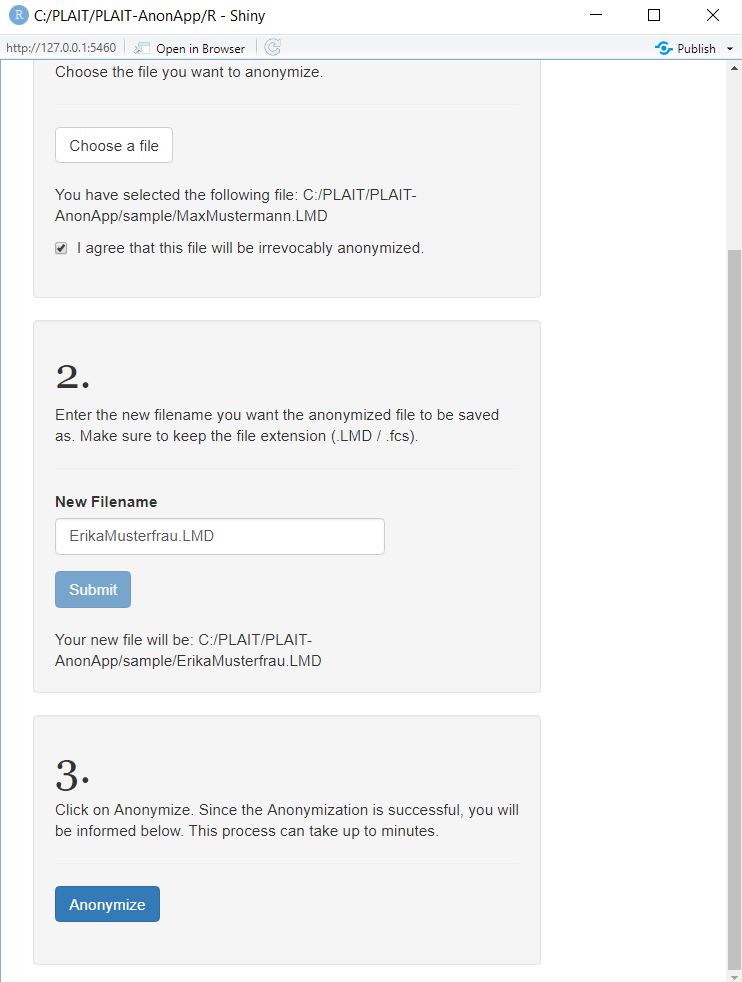 R C:/PLAIT/PLAIT-AnonApp/R - Shiny
http://127.0.0.1:5460 Open in Browser Publish
Choose the file you want to anonymize.
Choose a file
You have selected the following file: C:/PLAIT/PLAIT-
AnonApp/sample/MaxMustermann.LMD
I agree that this file will be irrevocably anonymized.
2.
Enter the new filename you want the anonymized file to be saved
as. Make sure to keep the file extension (.LMD / .fcs).
New Filename
ErikaMusterfrau.LMD
Submit
Your new file will be: C:/PLAIT/PLAIT-
AnonApp/sample/ErikaMusterfrau.LMD
3.
Click on Anonymize. Since the Anonymization is successful, you will
be informed below. This process can take up to minutes.
Anonymize